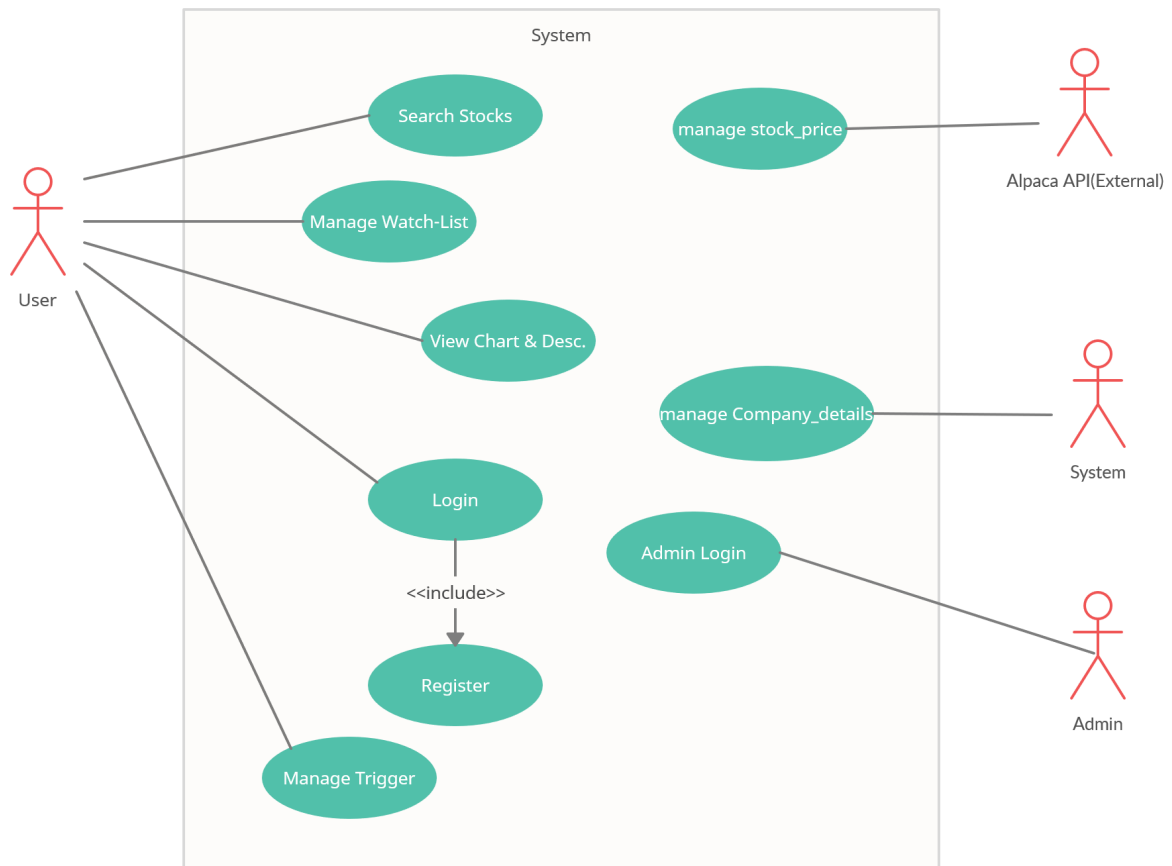 System
Search Stocks
manage stock_price
Alpaca API(External)
Manage Watch-List
User
View Chart & Desc.
manage Company_details
System
Login
Admin Login
<<include>>
Register
Admin
Manage Trigger